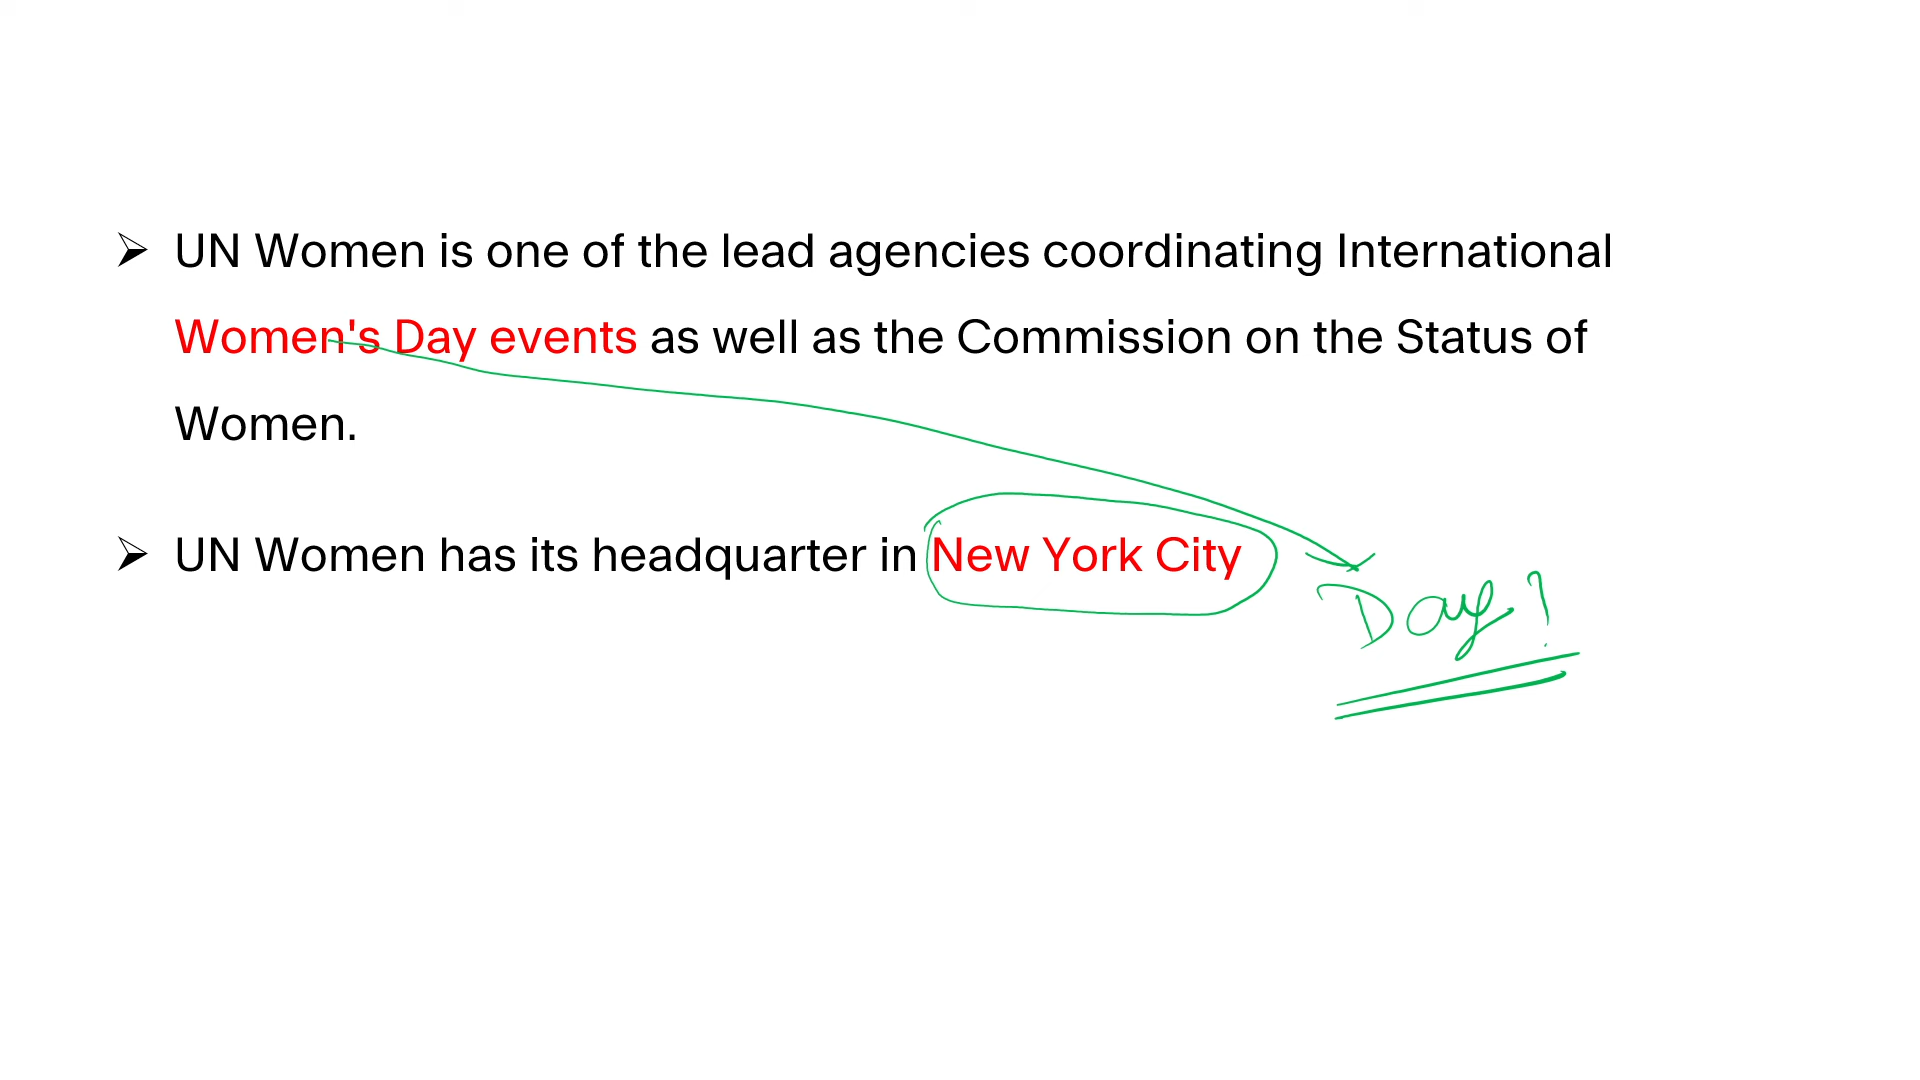 UN Women is one of the lead agencies coordinating International
Women's Day events as well as the Commission on the Status of
Women.
UN Women has its headquarter in New York City
Day?